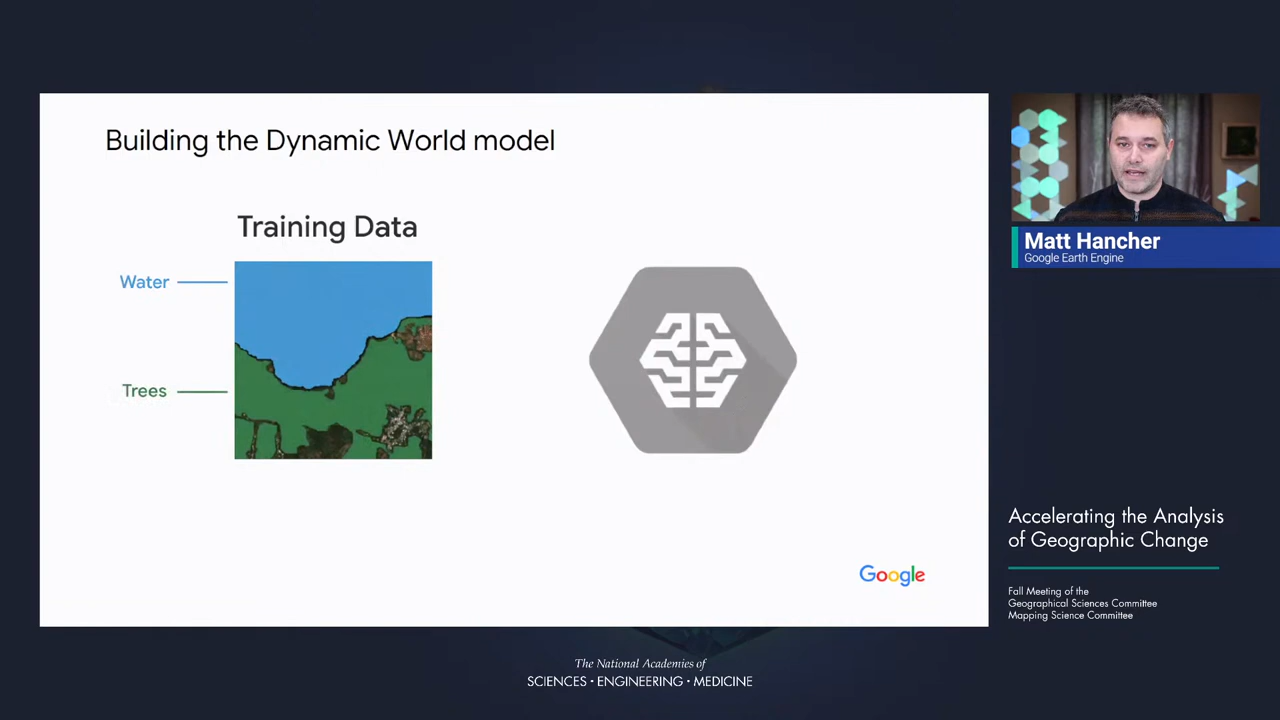 Building the Dynamic World model
Training Data
Water
Trees
Google
Matt Hancher
Google Earth Engine
Accelerating the Analysis
of Geographic Change
Fall Meeting of the
Geographical Sciences Committee
Mapping Science Committee
The National Academies of
SCIENCES • ENGINEERING • MEDICINE